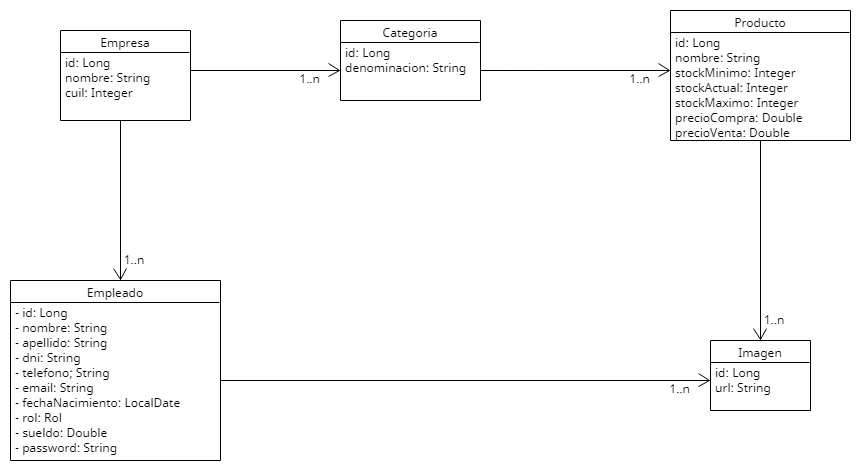 Empresa
id: Long
nombre: String
cuil: Integer
1..n
Categoria
id: Long
denominacion: String
1..n
Producto
id: Long
nombre: String
stockMinimo: Integer
stockActual: Integer
stockMaximo: Integer
precioCompra: Double
precioVenta: Double
1..n
Empleado
- id: Long
- nombre: String
- apellido: String
- dni: String
- telefono; String
- email: String
- fechaNacimiento: LocalDate
- rol: Rol
- sueldo: Double
- password: String
1..n
1..n
Imagen
id: Long
url: String